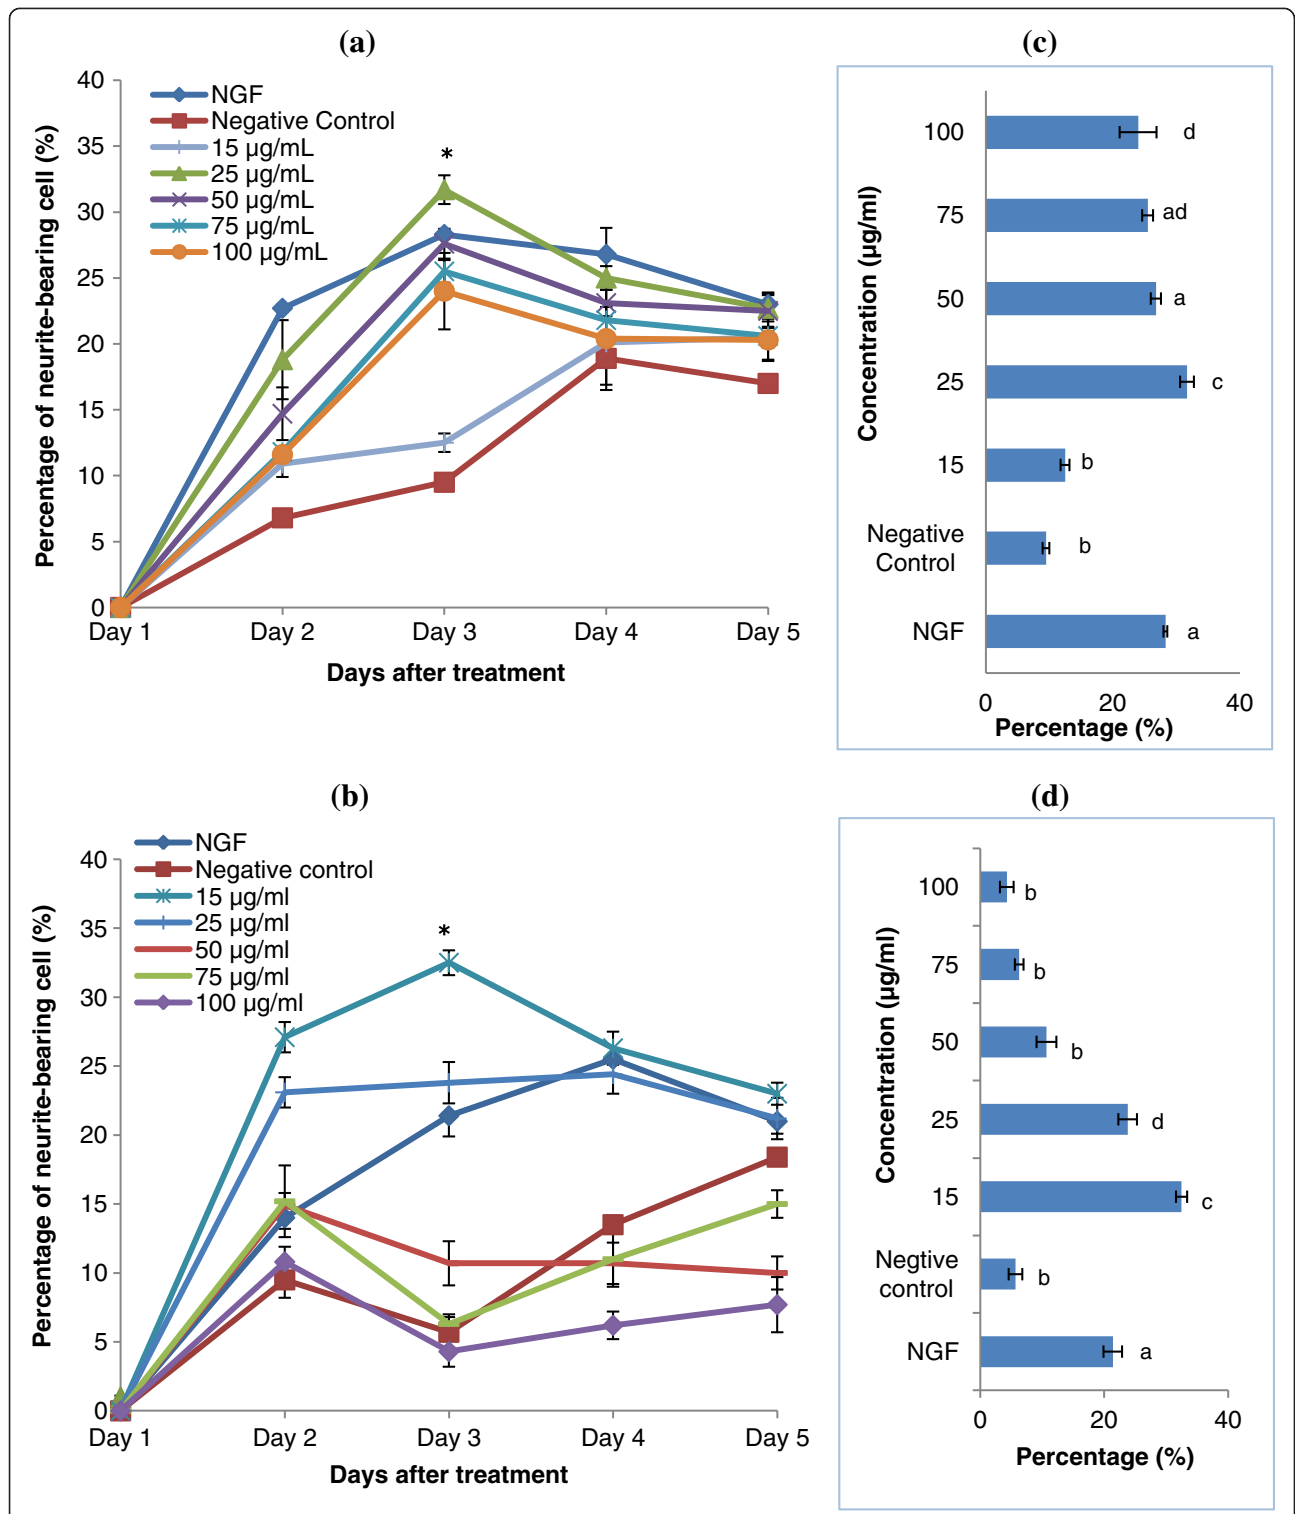 (a)
40
35
30
25
20
15
10
5
0
Percentage of neurite-bearing cell (%)
NGF
Negative Control
15 µg/mL
25 µg/mL
50 µg/mL
75 µg/mL
100 µg/mL
*
Day 1 Day 2 Day 3 Day 4 Day 5
Days after treatment
(c)
Concentration (µg/ml)
100 d
75 ad
50 a
25 c
15 b
Negative
Control b
NGF a
0 20 40
Percentage (%)
(b)
40
35
30
25
20
15
10
5
0
Percentage of neurite-bearing cell (%)
NGF
Negative control
15 µg/ml
25 µg/ml
50 µg/ml
75 µg/ml
100 µg/ml
*
Day 1 Day 2 Day 3 Day 4 Day 5
Days after treatment
(d)
Concentration (µg/ml)
100 b
75 b
50 b
25 d
15 c
Negtive
control b
NGF a
0 20 40
Percentage (%)